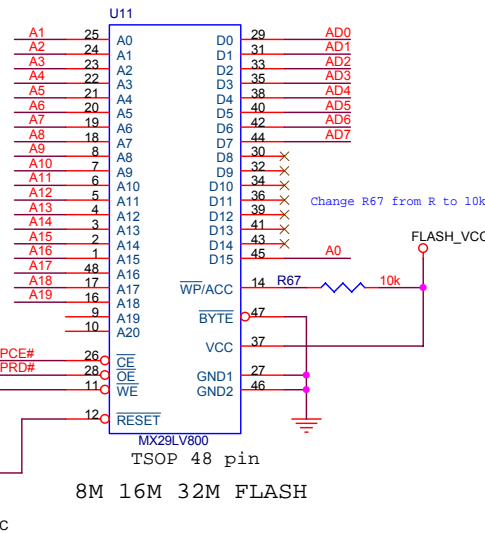 U11
A1 25 A0 D0 29 AD0
A2 24 A1 D1 31 AD1
A3 23 A2 D2 33 AD2
A4 22 A3 D3 35 AD3
A5 21 A4 D4 38 AD4
A6 20 A5 D5 40 AD5
A7 19 A6 D6 42 AD6
A8 18 A7 D7 44 AD7
A9 8 A8 D8 30
A10 7 A9 D9 32
A11 6 A10 D10 34
A12 5 A11 D11 36
A13 4 A12 D12 39
A14 3 A13 D13 41
A15 2 A14 D14 43
A16 1 A15 D15 45 A0
A17 48 A16
A18 17 A17 WP/ACC 14 R67 10k
A19 16 A18
9 A19 BYTE 47
10 A20
VCC 37
PCE# 26 CE
PRD# 28 OE GND1 27
11 WE GND2 46
12 RESET
Change R67 from R to 10k
FLASH_VCC
MX29LV800
TSOP 48 pin
8M 16M 32M FLASH
C